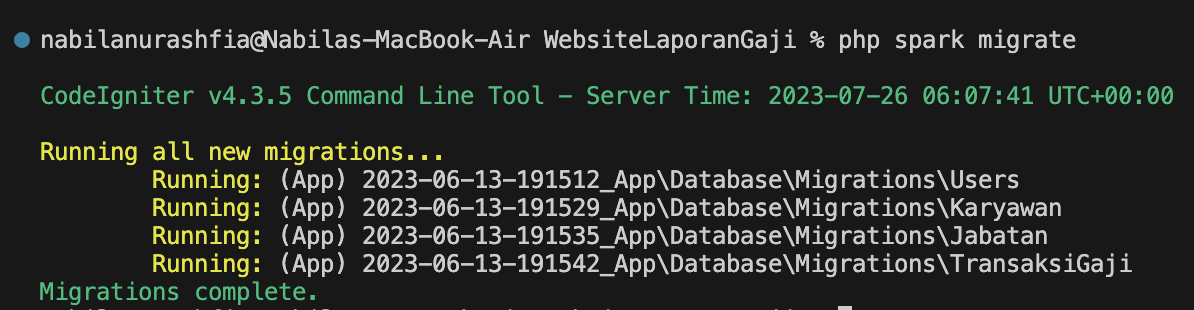 nabilanurashfia@Nabilas-MacBook-Air WebsiteLaporanGaji % php spark migrate
CodeIgniter v4.3.5 Command Line Tool - Server Time: 2023-07-26 06:07:41 UTC+00:00
Running all new migrations...
Running: (App) 2023-06-13-191512_App\Database\Migrations\Users
Running: (App) 2023-06-13-191529_App\Database\Migrations\Karyawan
Running: (App) 2023-06-13-191535_App\Database\Migrations\Jabatan
Running: (App) 2023-06-13-191542_App\Database\Migrations\TransaksiGaji
Migrations complete.